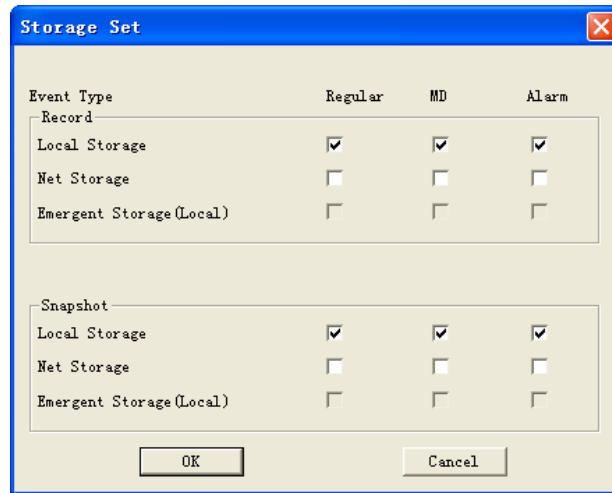 Storage Set
Event Type Regular MD Alarm
Record
Local Storage
Net Storage
Emergent Storage(Local)
Snapshot
Local Storage
Net Storage
Emergent Storage(Local)
OK Cancel